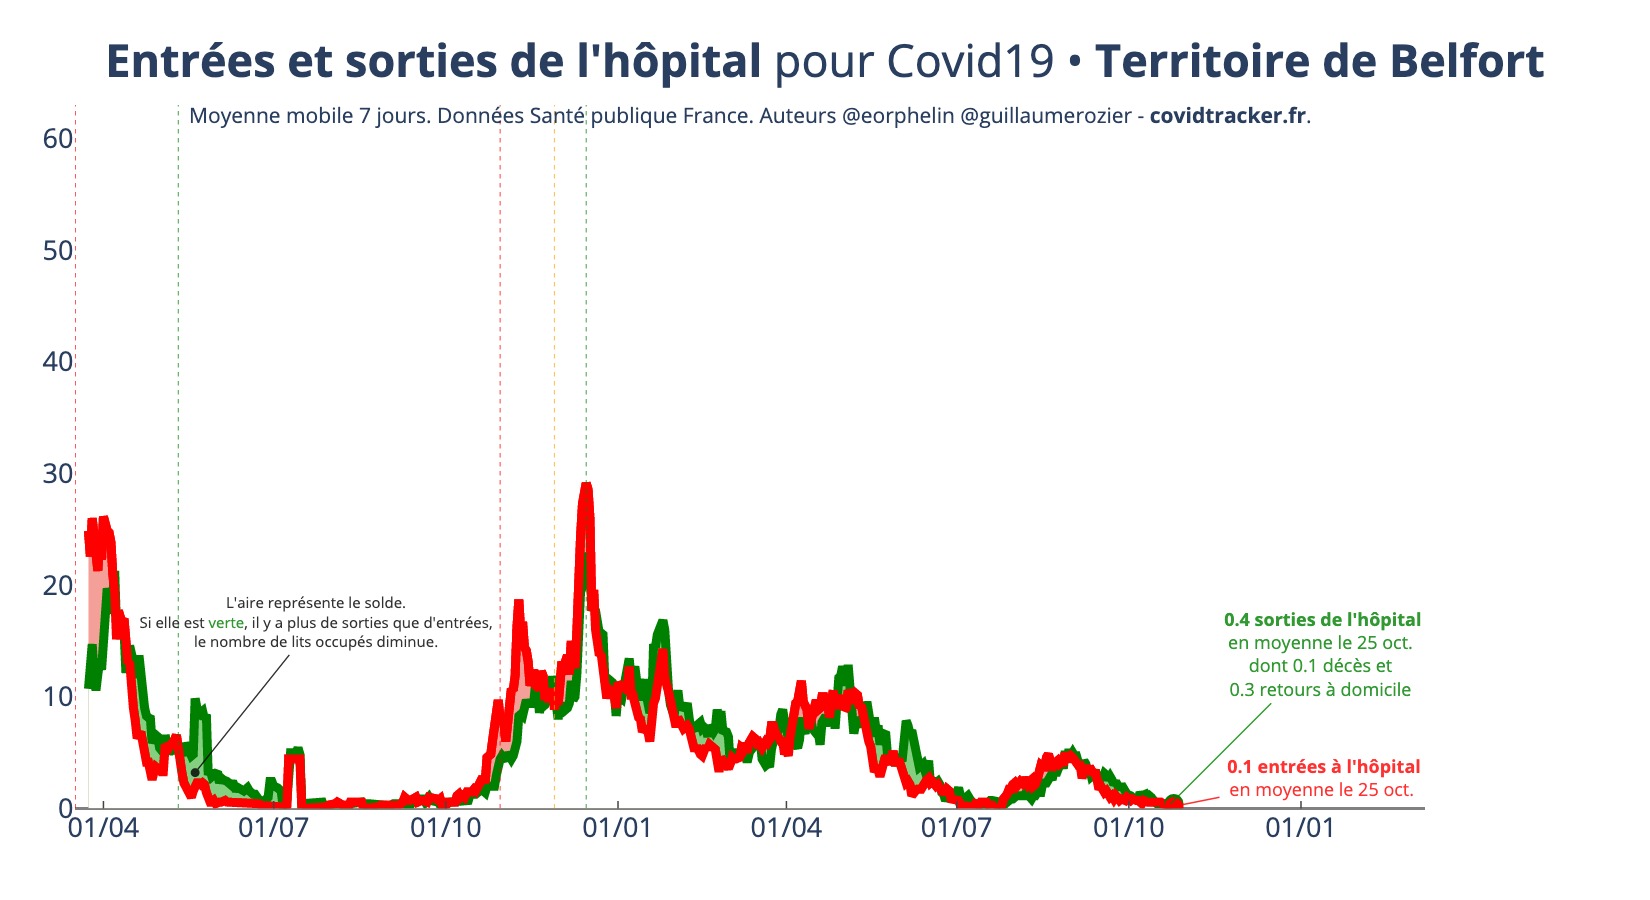 Entrées et sorties de l'hôpital pour Covid19 • Territoire de Belfort
Moyenne mobile 7 jours. Données Santé publique France. Auteurs @eorphelin @guillaumerozier - covidtracker.fr.
60
50
40
30
20
10
0
L'aire représente le solde.
Si elle est verte, il y a plus de sorties que d'entrées,
le nombre de lits occupés diminue.
0.4 sorties de l'hôpital
en moyenne le 25 oct.
dont 0.1 décès et
0.3 retours à domicile
0.1 entrées à l'hôpital
en moyenne le 25 oct.
01/04 01/07 01/10 01/01 01/04 01/07 01/10 01/01